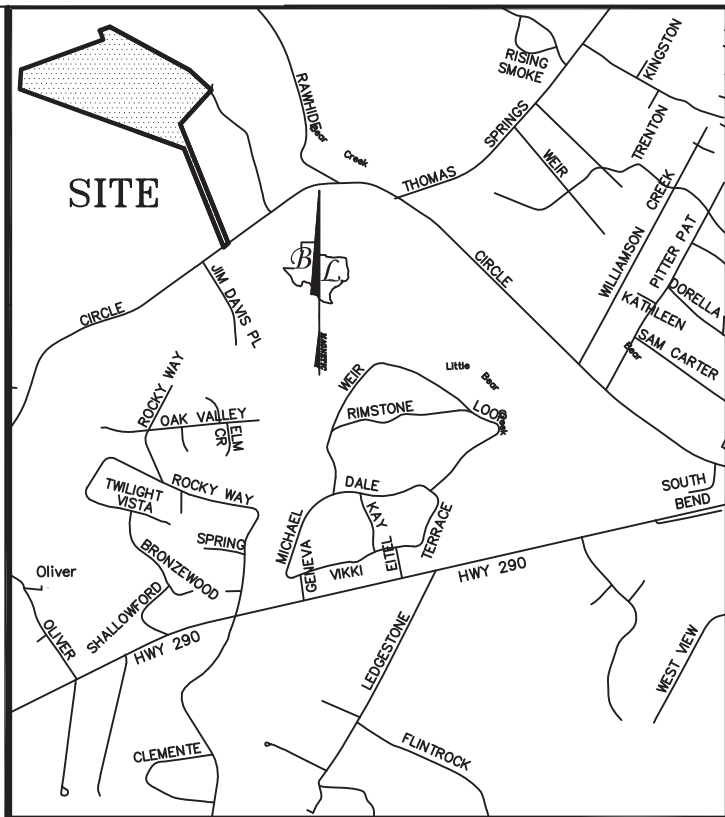 RISING
SMOKE
KINGSTON
RAWHIDE
Bear
Creek
SPRINGS
THOMAS
WEIR
TRENTON
SITE
CREEK
WILLIAMSON
PITTER PAT
B L
CIRCLE
JIM DAVIS PL
CIRCLE
DORELLA
KATHLEEN
SAM CARTER
Bear
ROCKY WAY
WEIR
Little
Bear
Creek
RIMSTONE
LOOP
OAK VALLEY
ELM
CR
TWILIGHT
VISTA
ROCKY WAY
DALE
KAY
SOUTH
BEND
MICHAEL
TERRACE
SPRING
BRONZEWOOD
GENEVA
VIKKI
EITEL
HWY 290
Oliver
OLIVER
SHALLOWFORD
HWY 290
LEDGESTONE
WEST VIEW
CLEMENTE
FLINTROCK